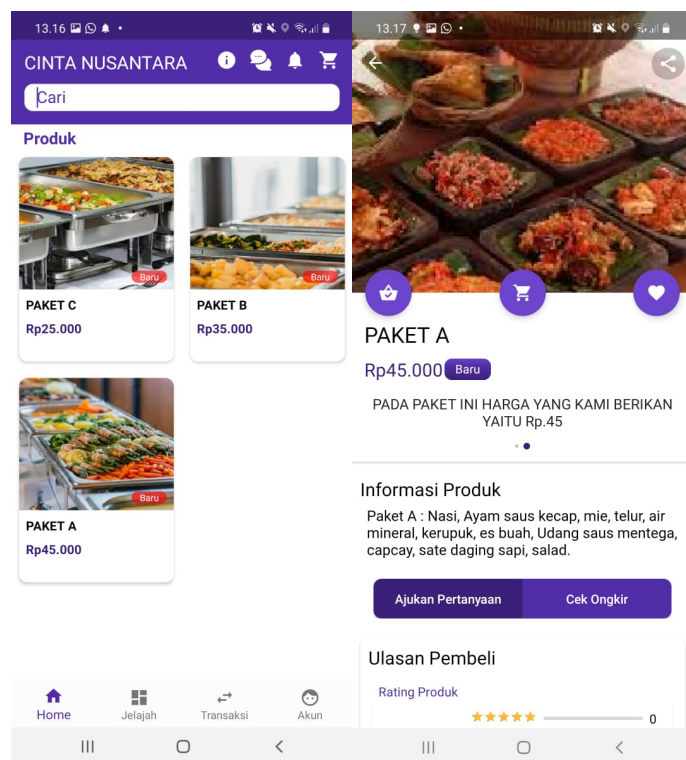 13.16
CINTA NUSANTARA
Cari
Produk
Baru
PAKET C
Rp25.000
Baru
PAKET B
Rp35.000
Baru
PAKET A
Rp45.000
Home
Jelajah
Transaksi
Akun
13.17
PAKET A
Rp45.000 Baru
PADA PAKET INI HARGA YANG KAMI BERIKAN
YAITU Rp.45
Informasi Produk
Paket A : Nasi, Ayam saus kecap, mie, telur, air
mineral, kerupuk, es buah, Udang saus mentega,
capcay, sate daging sapi, salad.
Ajukan Pertanyaan
Cek Ongkir
Ulasan Pembeli
Rating Produk
0